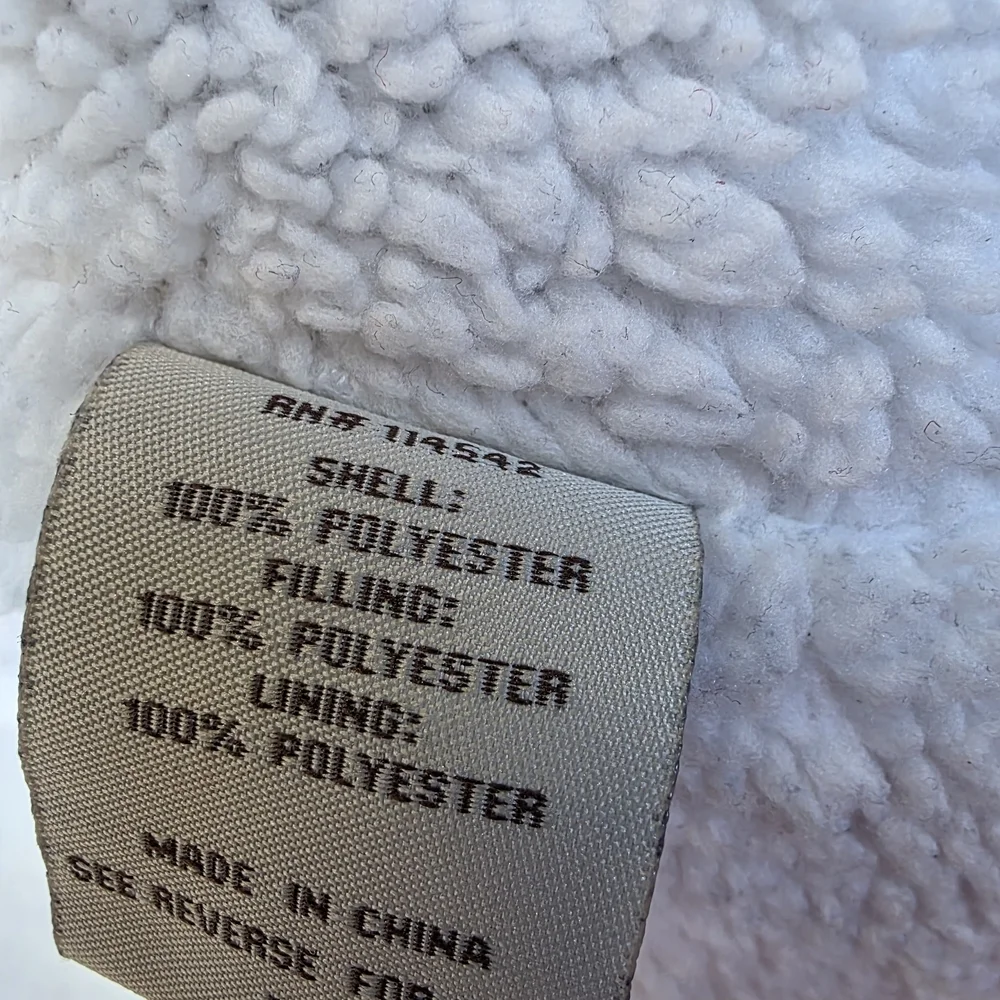 RN# 114542
SHELL:
100% POLYESTER
FILLING:
100% POLYESTER
LINING:
100% POLYESTER
MADE IN CHINA
SEE REVERSE FOR